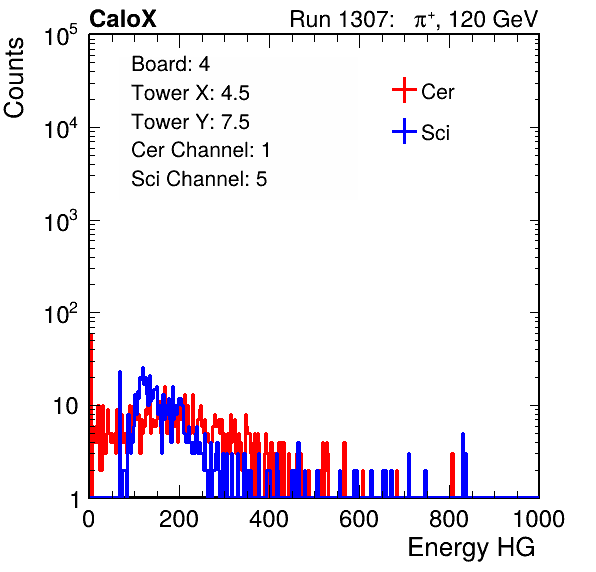 CaloX Run 1307: π⁺, 120 GeV
Counts
10⁵
10⁴
10³
10²
10
1
Board: 4
Tower X: 4.5
Tower Y: 7.5
Cer Channel: 1
Sci Channel: 5
Cer
Sci
0 200 400 600 800 1000
Energy HG